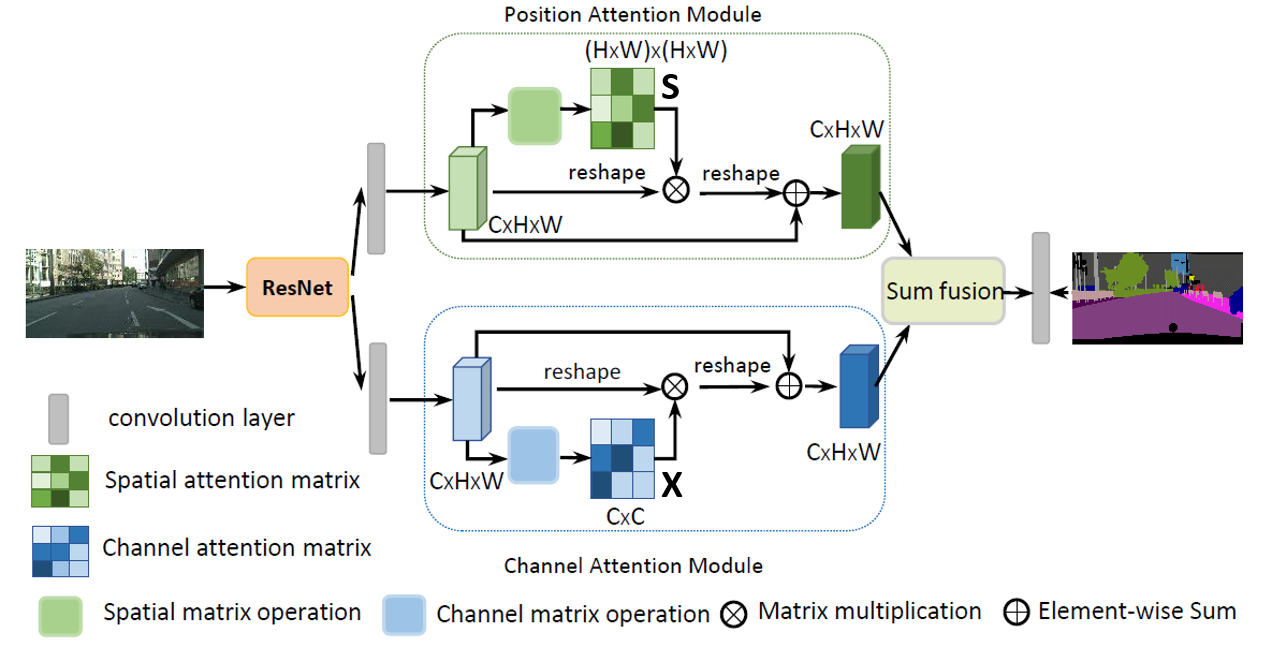 Position Attention Module
(HxW)x(HxW)
S
CxHxW
reshape
reshape
CxHxW
ResNet
Sum fusion
reshape
reshape
CxHxW
CxHxW
X
CxC
convolution layer
Spatial attention matrix
Channel attention matrix
Channel Attention Module
Spatial matrix operation
Channel matrix operation
Matrix multiplication
Element-wise Sum